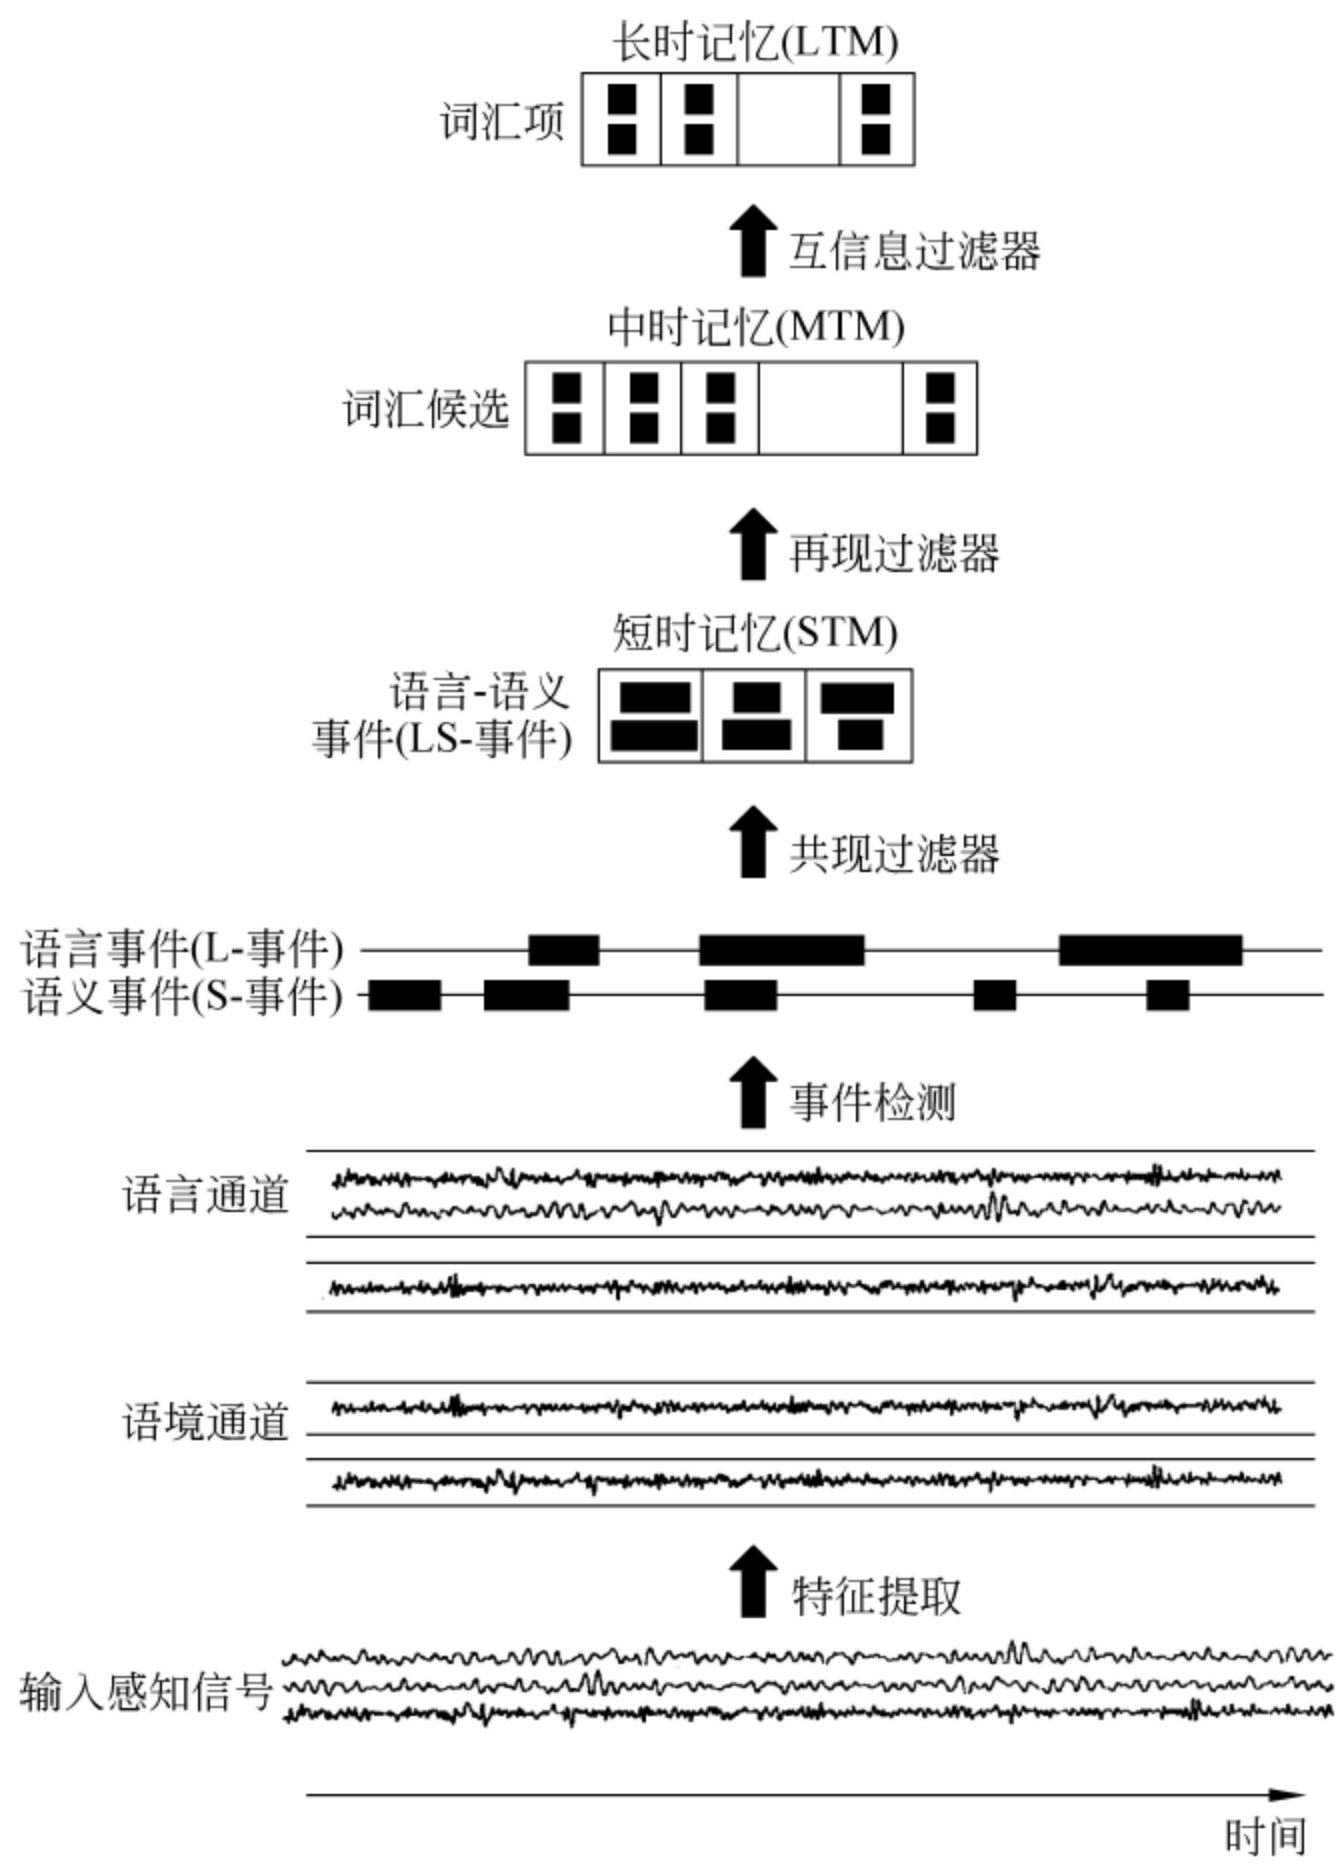 长时记忆(LTM)
词汇项
互信息过滤器
中时记忆(MTM)
词汇候选
再现过滤器
短时记忆(STM)
语言-语义
事件(LS-事件)
共现过滤器
语言事件(L-事件)
语义事件(S-事件)
事件检测
语言通道
语境通道
特征提取
输入感知信号
时间